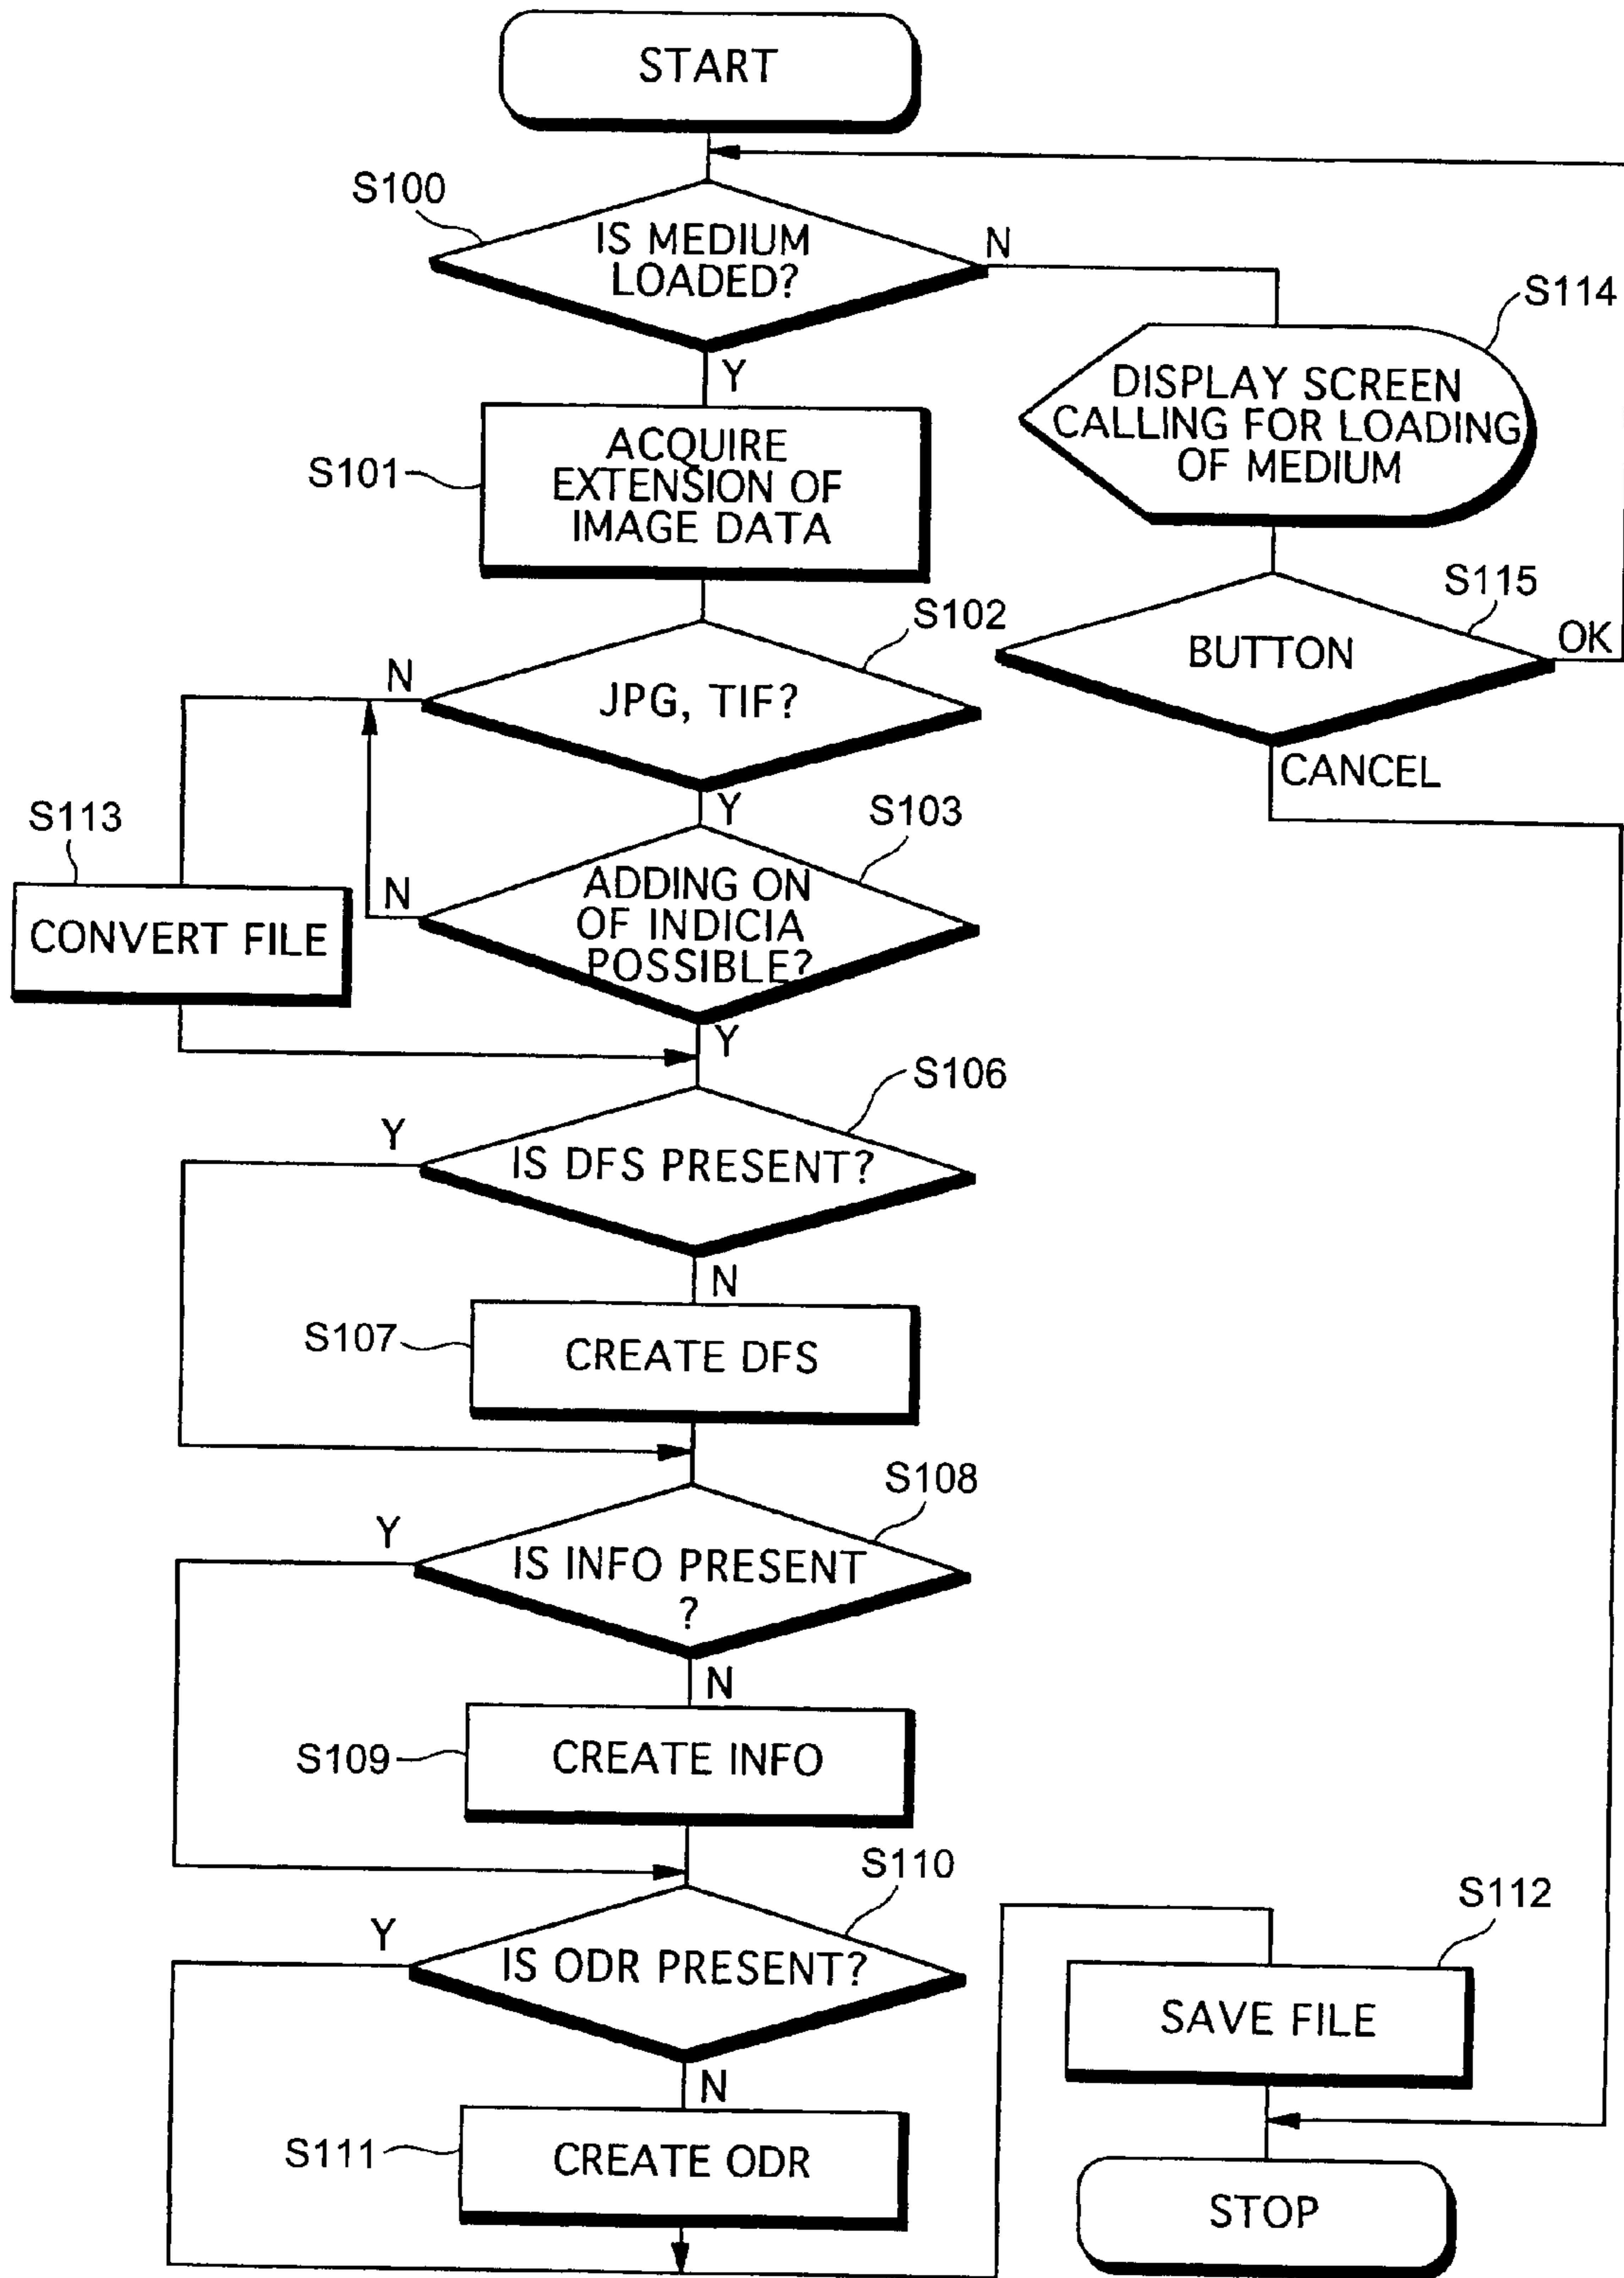 START
S100
IS MEDIUM
LOADED?
N
Y
S114
DISPLAY SCREEN
CALLING FOR LOADING
OF MEDIUM
S101
ACQUIRE
EXTENSION OF
IMAGE DATA
S115
BUTTON
OK
CANCEL
S102
JPG, TIF?
N
Y
S113
CONVERT FILE
S103
ADDING ON
OF INDICIA
POSSIBLE?
N
Y
S106
IS DFS PRESENT?
Y
N
S107
CREATE DFS
S108
IS INFO PRESENT
?
Y
N
S109
CREATE INFO
S110
IS ODR PRESENT?
Y
N
S111
CREATE ODR
S112
SAVE FILE
STOP